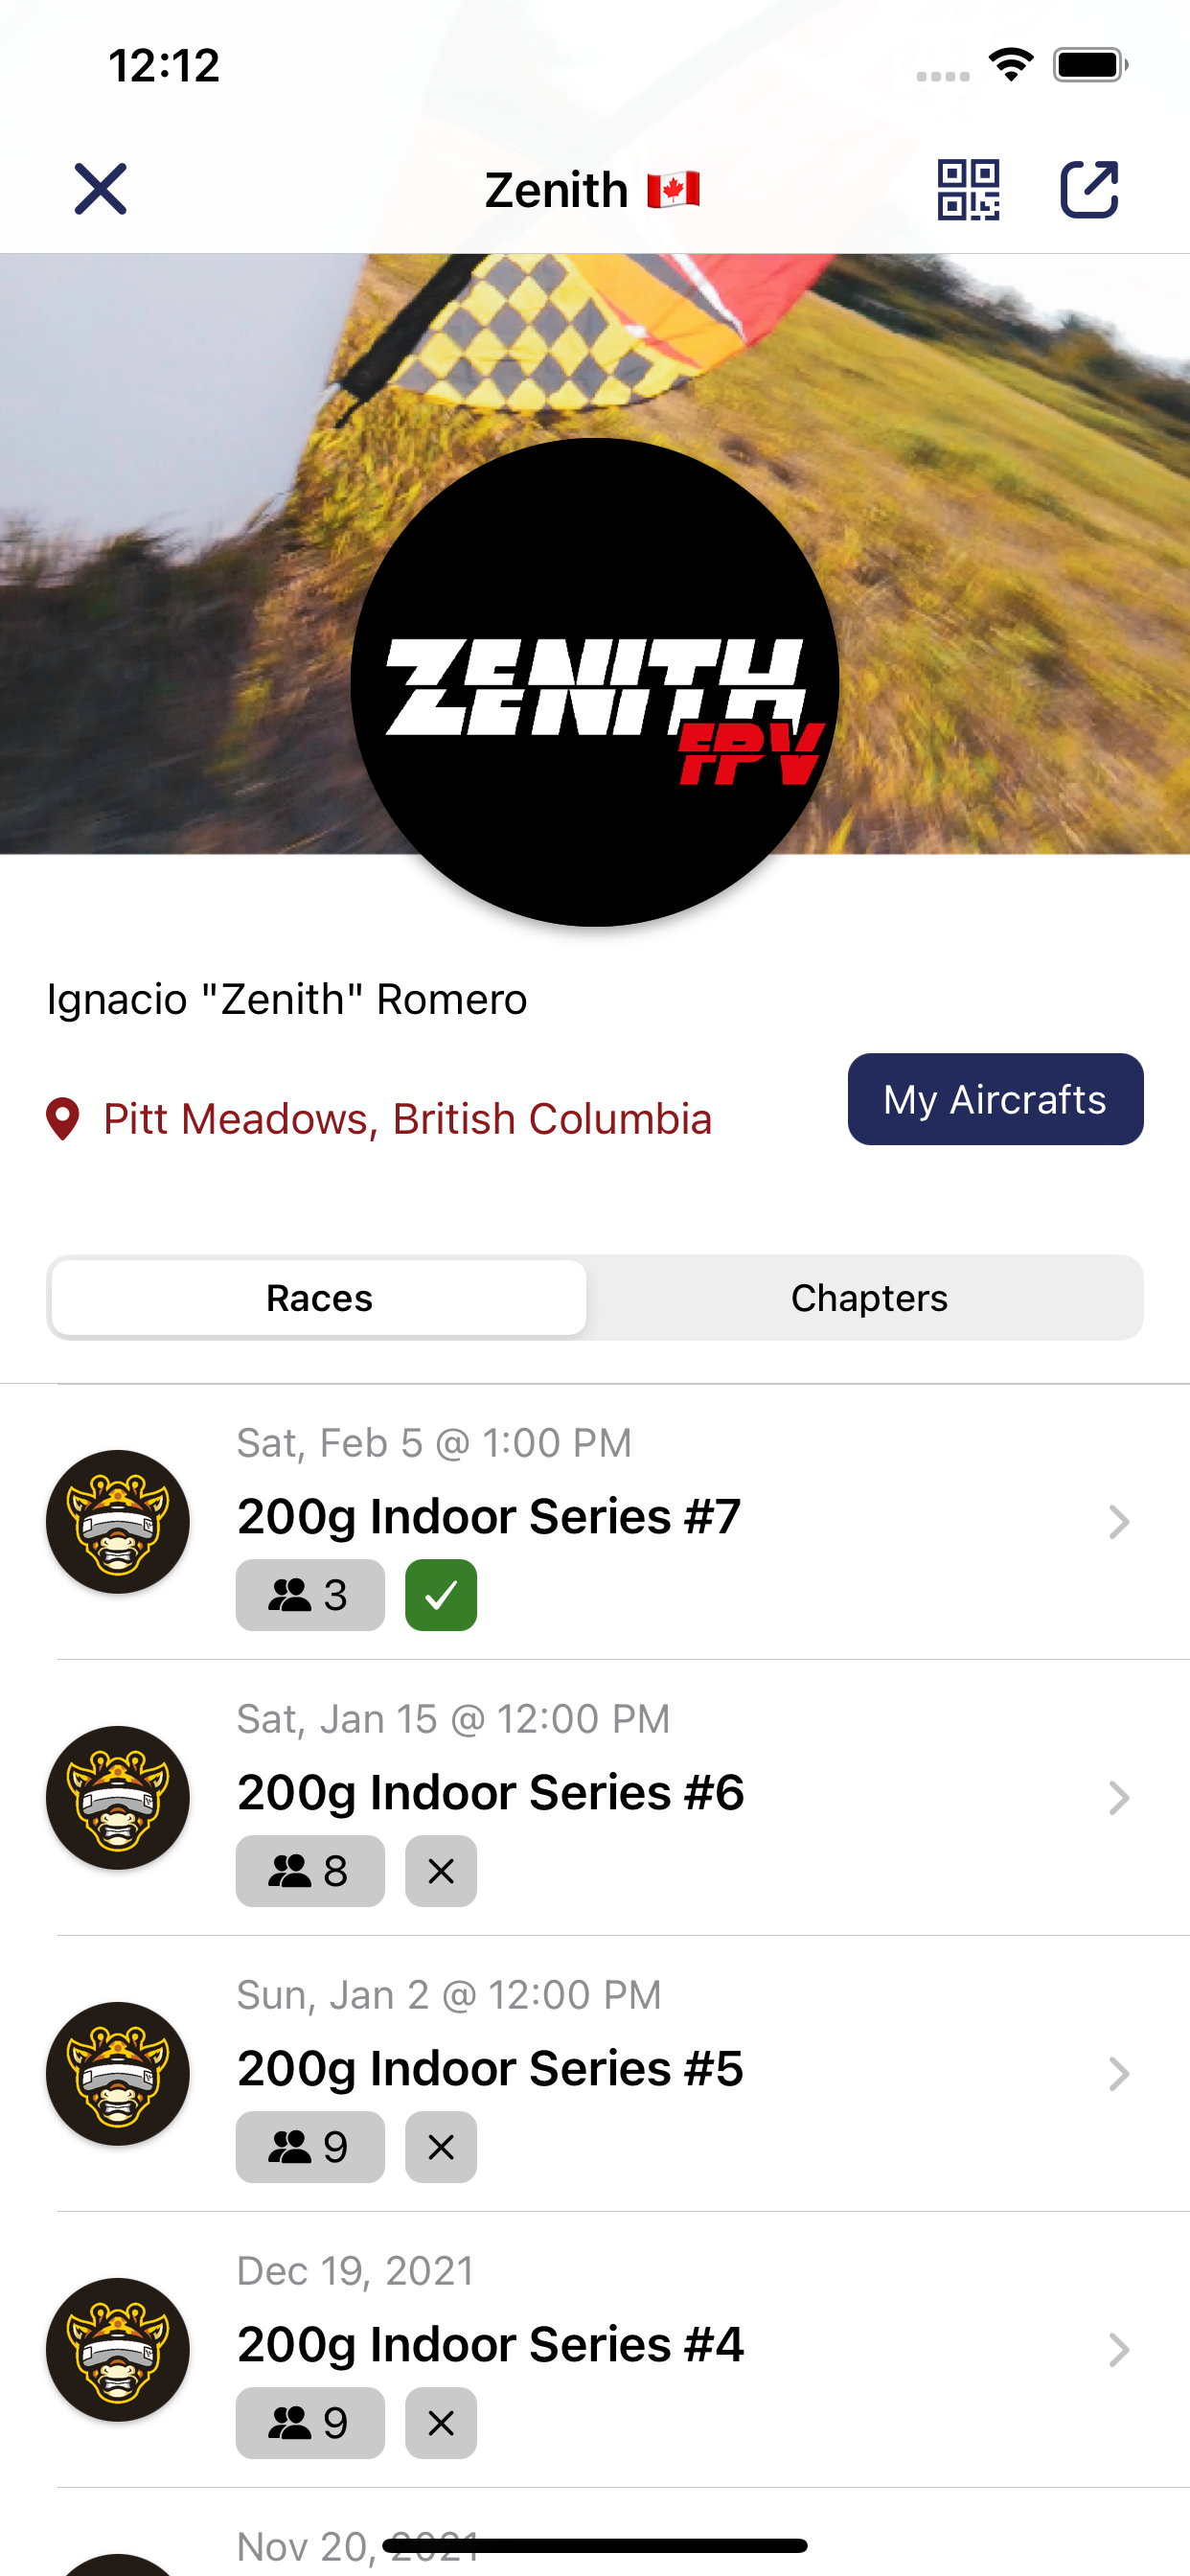 12:12
Zenith 🇨🇦
ZENITH
FPV
Ignacio "Zenith" Romero
Pitt Meadows, British Columbia
My Aircrafts
Races
Chapters
Sat, Feb 5 @ 1:00 PM
200g Indoor Series #7
3
Sat, Jan 15 @ 12:00 PM
200g Indoor Series #6
8
Sun, Jan 2 @ 12:00 PM
200g Indoor Series #5
9
Dec 19, 2021
200g Indoor Series #4
9
Nov 20, 2021